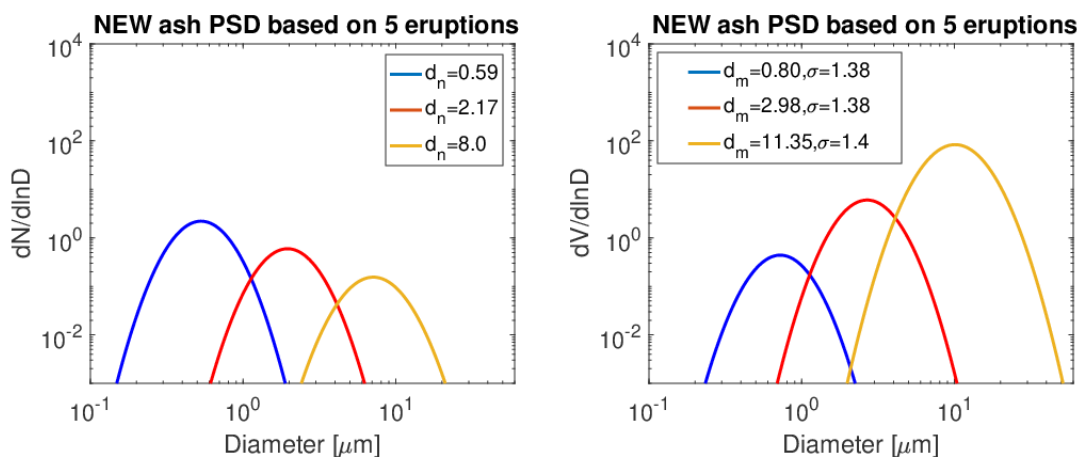 NEW ash PSD based on 5 eruptions
10^4
10^2
10^0
10^-2
dN/dlnD
d_n=0.59
d_n=2.17
d_n=8.0
10^-1
10^0
10^1
Diameter [μm]
NEW ash PSD based on 5 eruptions
10^4
10^2
10^0
10^-2
dV/dlnD
d_m=0.80,σ=1.38
d_m=2.98,σ=1.38
d_m=11.35,σ=1.4
10^-1
10^0
10^1
Diameter [μm]